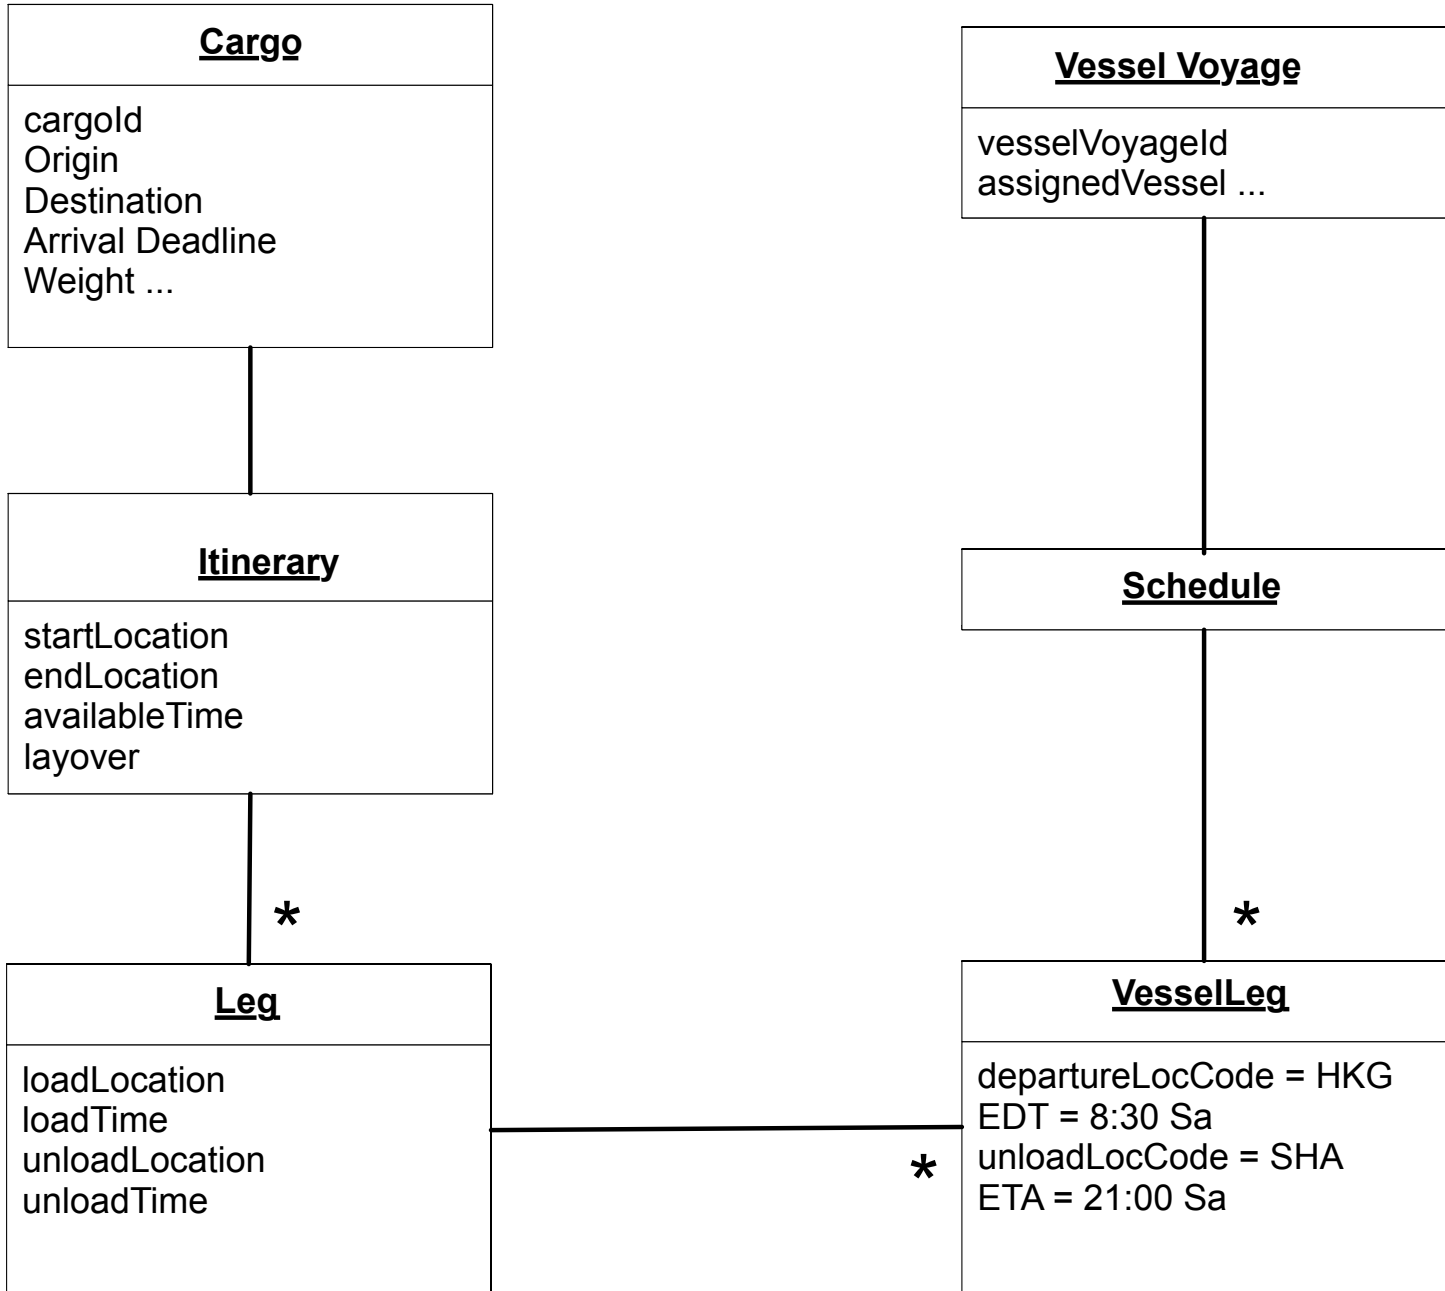 Cargo
cargoId
Origin
Destination
Arrival Deadline
Weight ...
Vessel Voyage
vesselVoyageId
assignedVessel ...
Itinerary
startLocation
endLocation
availableTime
layover
Schedule
*
*
Leg
loadLocation
loadTime
unloadLocation
unloadTime
*
VesselLeg
departureLocCode = HKG
EDT = 8:30 Sa
unloadLocCode = SHA
ETA = 21:00 Sa